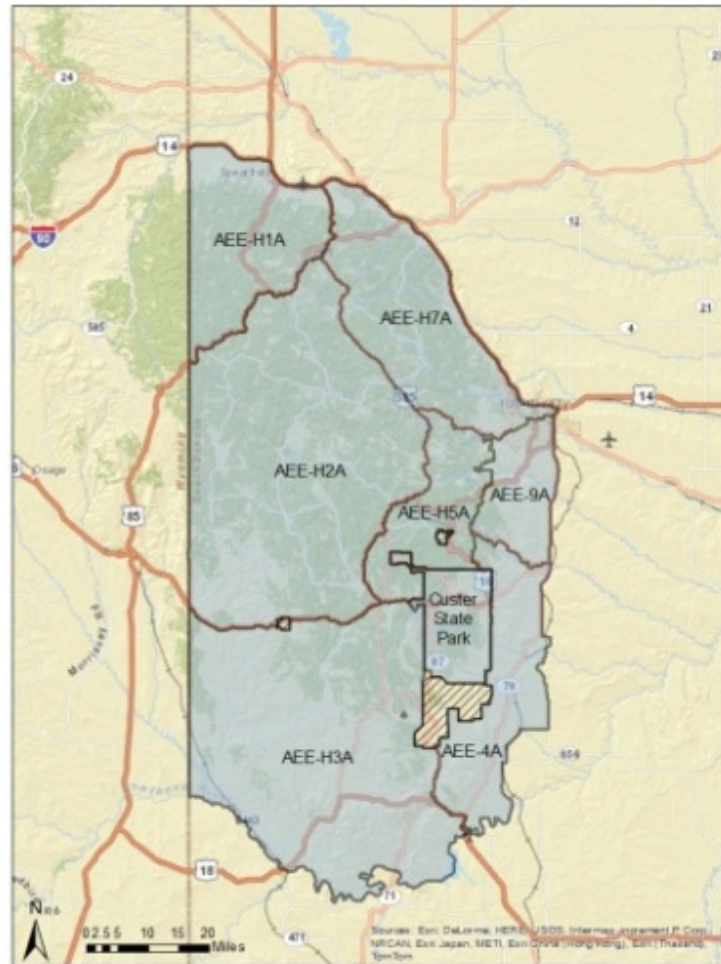 24
14
90
585
12
21
4
AEE-H1A
AEE-H7A
14
AEE-H2A
AEE-H5A
AEE-9A
Osage
Wyoming
85
16
Custer
State
Park
87
79
AEE-H3A
AEE-4A
656
18
71
471
N
0 2.5 5 10 15 20
Miles
Sources: Esri, DeLorme, HERE, USGS, Intermap, increment P Corp.,
NRCAN, Esri Japan, METI, Esri China (Hong Kong), Esri (Thailand),
TomTom